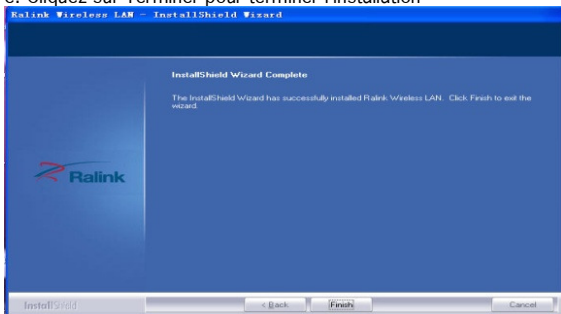 e. Cliquez sur Terminer pour terminer l'installation
Ralink Wireless LAN - InstallShield Wizard
InstallShield Wizard Complete
The InstallShield Wizard has successfully installed Ralink Wireless LAN. Click Finish to exit the
wizard.
Ralink
InstallShield
< Back
Finish
Cancel